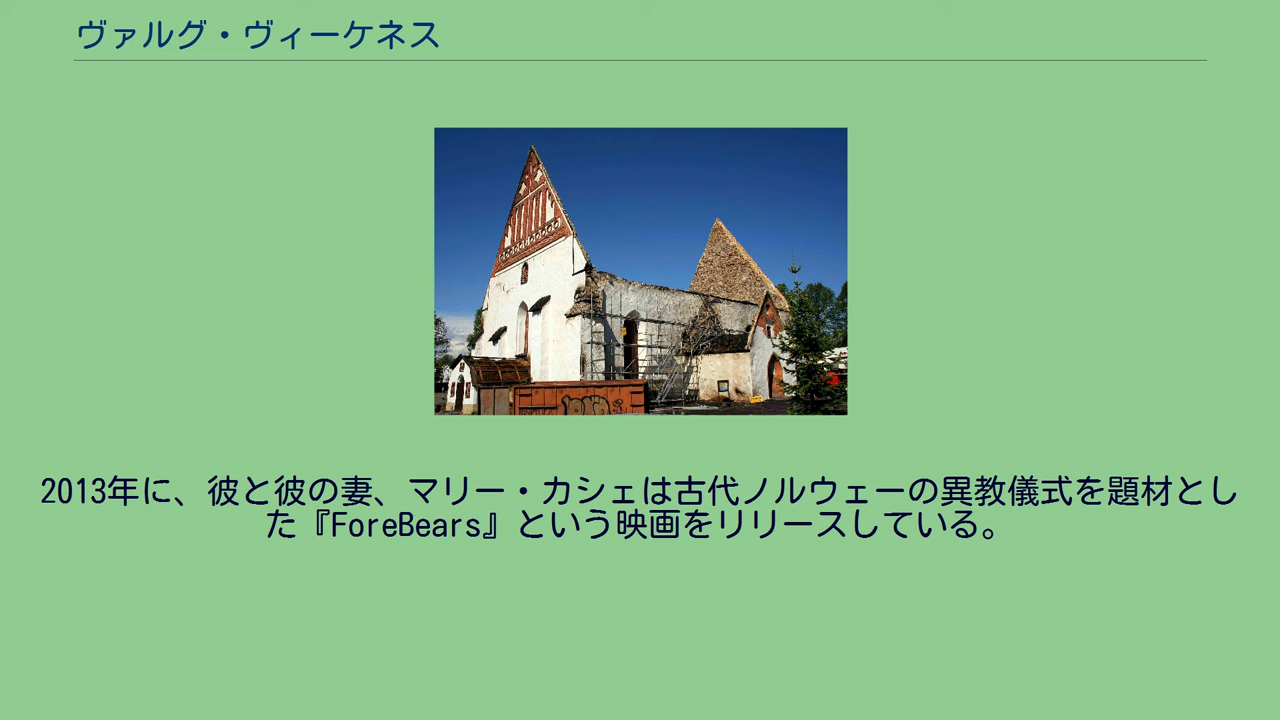 ヴァルグ・ヴィーケネス
2013年に、彼と彼の妻、マリー・カシェは古代ノルウェーの異教儀式を題材とし
た『ForeBears』という映画をリリースしている。